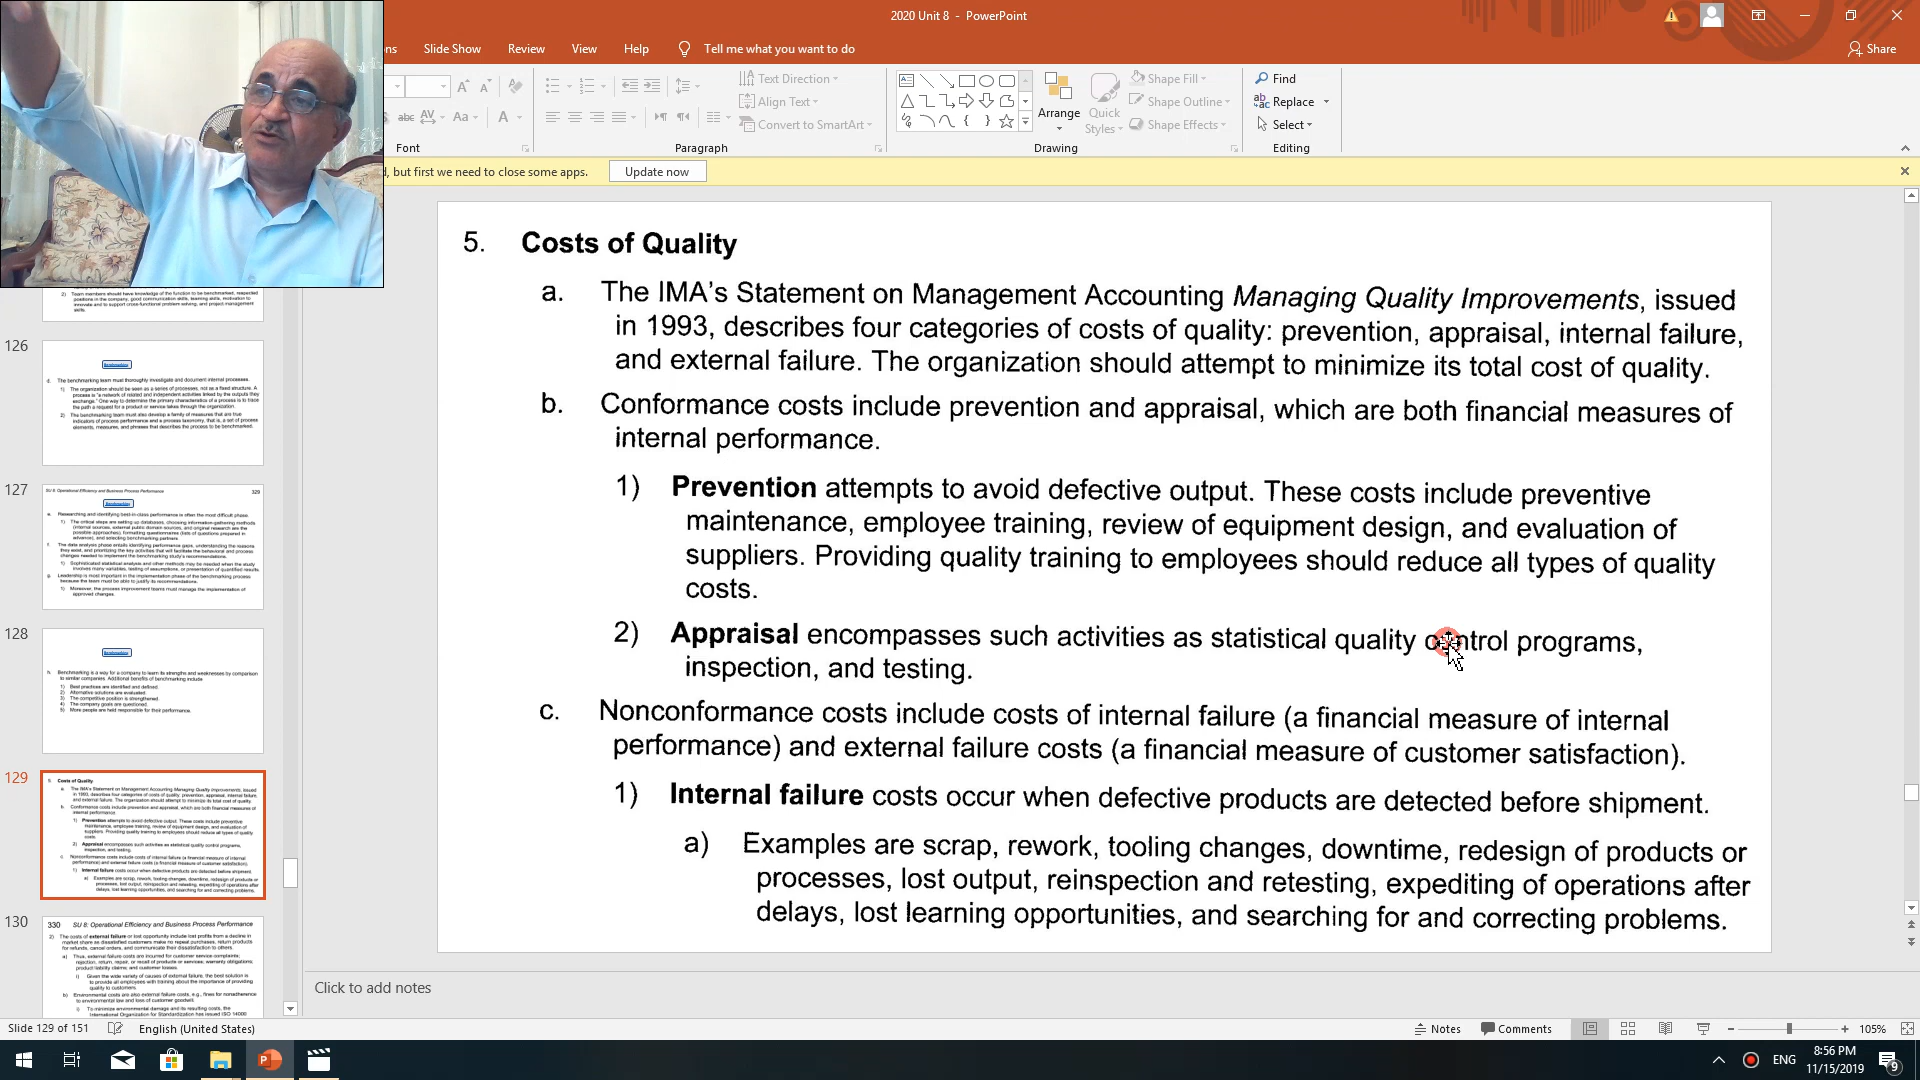 2020 Unit 8 - PowerPoint
ns Slide Show Review View Help Tell me what you want to do
Share
Text Direction
Align Text
Convert to SmartArt
Arrange
Quick
Styles
Shape Fill
Shape Outline
Shape Effects
Find
Replace
Select
Font Paragraph Drawing Editing
, but first we need to close some apps. Update now
5. Costs of Quality
a. The IMA's Statement on Management Accounting Managing Quality Improvements, issued
in 1993, describes four categories of costs of quality: prevention, appraisal, internal failure,
and external failure. The organization should attempt to minimize its total cost of quality.
b. Conformance costs include prevention and appraisal, which are both financial measures of
internal performance.
1) Prevention attempts to avoid defective output. These costs include preventive
maintenance, employee training, review of equipment design, and evaluation of
suppliers. Providing quality training to employees should reduce all types of quality
costs.
2) Appraisal encompasses such activities as statistical quality control programs,
inspection, and testing.
c. Nonconformance costs include costs of internal failure (a financial measure of internal
performance) and external failure costs (a financial measure of customer satisfaction).
1) Internal failure costs occur when defective products are detected before shipment.
a) Examples are scrap, rework, tooling changes, downtime, redesign of products or
processes, lost output, reinspection and retesting, expediting of operations after
delays, lost learning opportunities, and searching for and correcting problems.
126
127
128
129
130
330 SU 8: Operational Efficiency and Business Process Performance
Click to add notes
Slide 129 of 151 English (United States) Notes Comments 105%
ENG
8:56 PM
11/15/2019
9